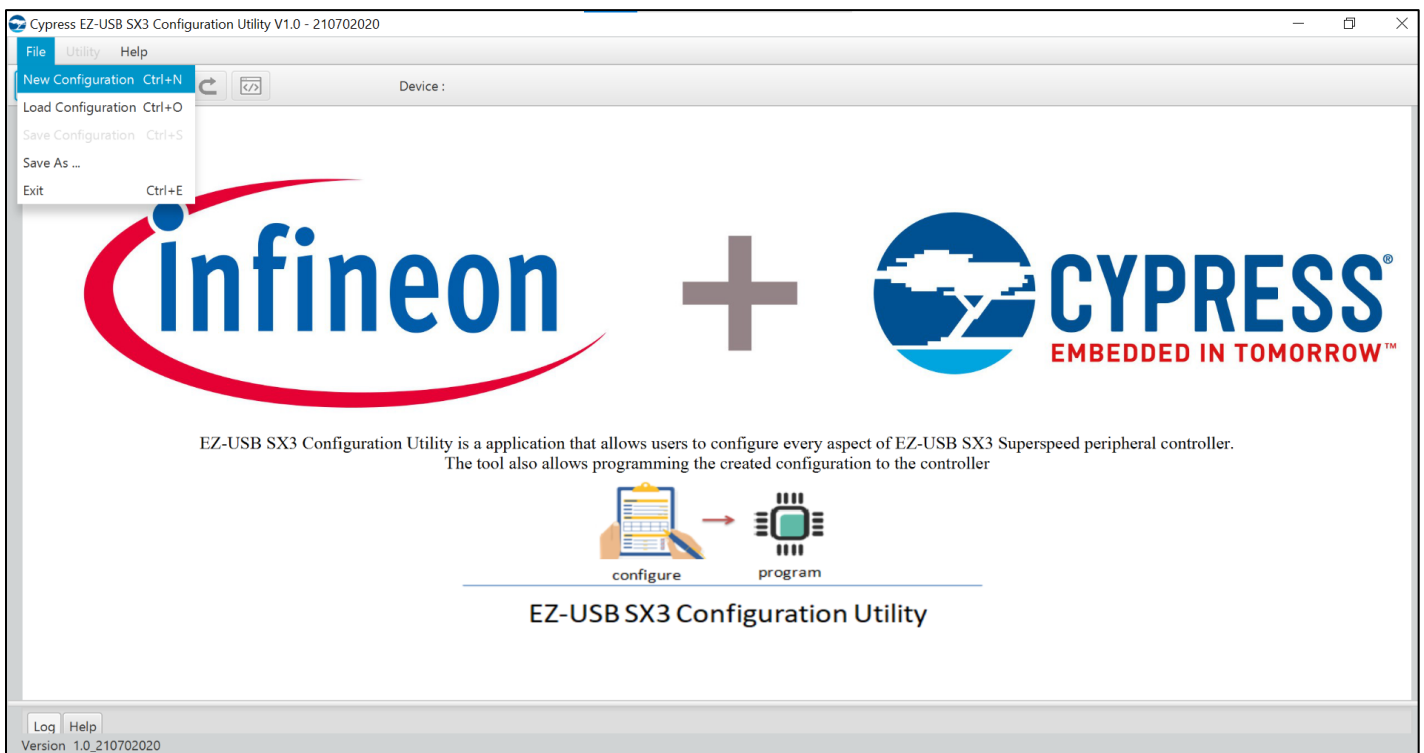 Cypress EZ-USB SX3 Configuration Utility V1.0 - 210702020
File Utility Help
New Configuration Ctrl+N
Device :
Load Configuration Ctrl+O
Save Configuration Ctrl+S
Save As ...
Exit Ctrl+E
infineon
CYPRESS®
EMBEDDED IN TOMORROW™
EZ-USB SX3 Configuration Utility is a application that allows users to configure every aspect of EZ-USB SX3 Superspeed peripheral controller.
The tool also allows programming the created configuration to the controller
configure program
EZ-USB SX3 Configuration Utility
Log Help
Version 1.0_210702020